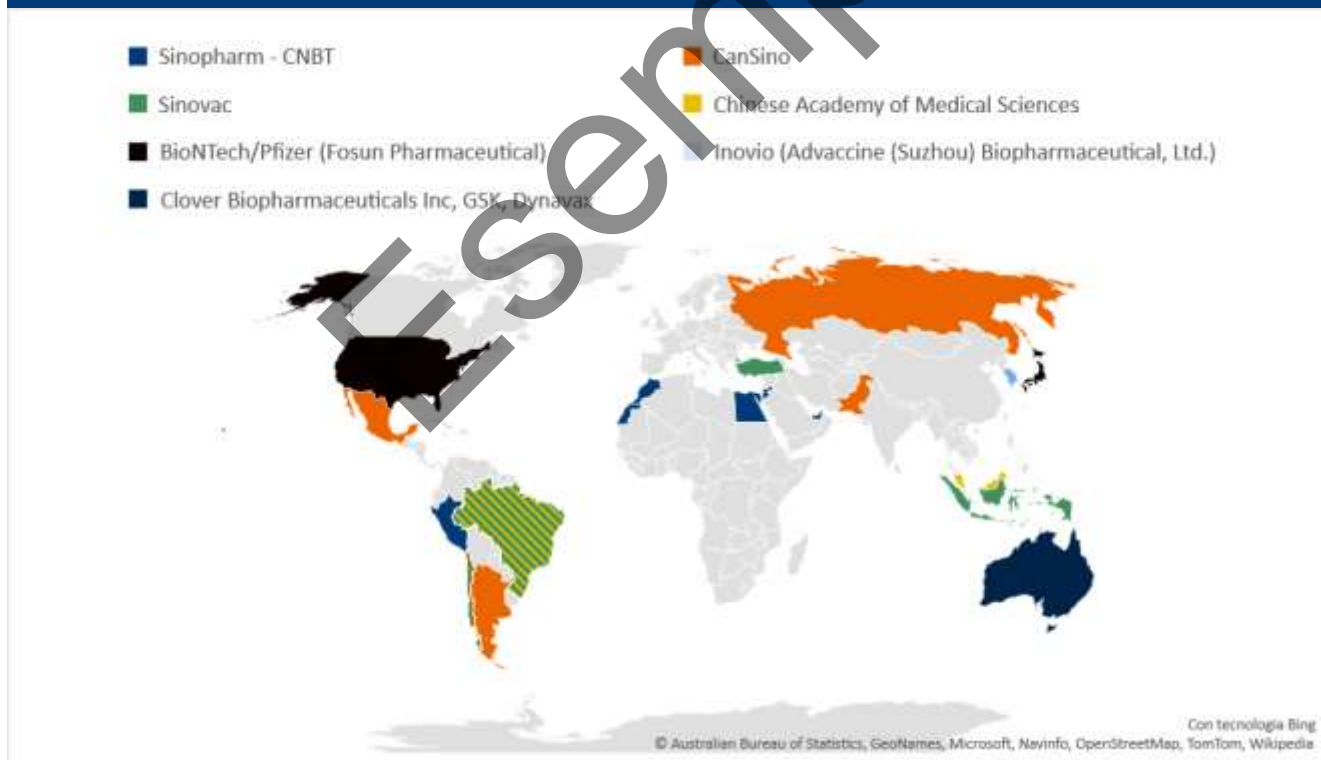 Sinopharm - CNBT
CanSino
Sinovac
Chinese Academy of Medical Sciences
BioNTech/Pfizer (Fosun Pharmaceutical)
Inovio (Advaccine (Suzhou) Biopharmaceutical, Ltd.)
Clover Biopharmaceuticals Inc, GSK, Dynavax
Con tecnologia Bing
© Australian Bureau of Statistics, GeoNames, Microsoft, Navinfo, OpenStreetMap, TomTom, Wikipedia